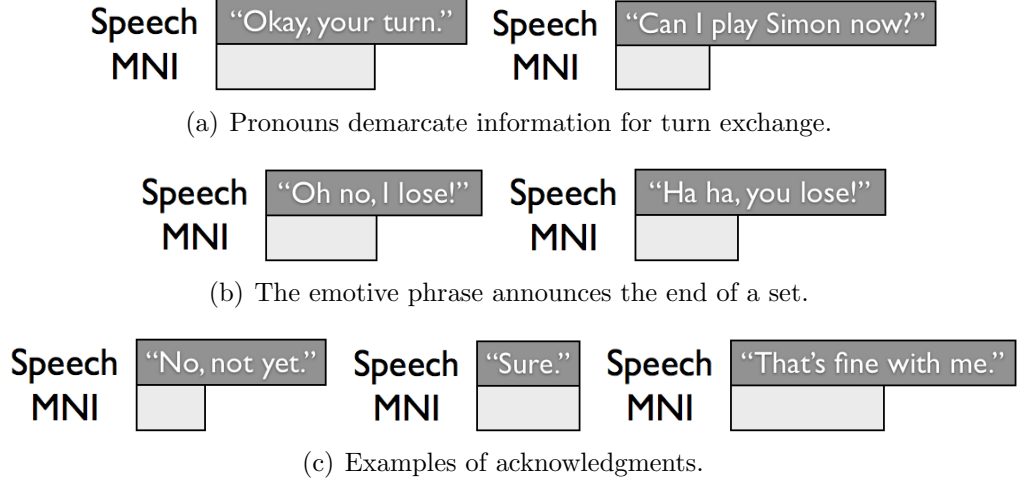 Speech “Okay, your turn.” Speech “Can I play Simon now?”
MNI MNI
(a) Pronouns demarcate information for turn exchange.
Speech “Oh no, I lose!” Speech “Ha ha, you lose!”
MNI MNI
(b) The emotive phrase announces the end of a set.
Speech “No, not yet.” Speech “Sure.” Speech “That’s fine with me.”
MNI MNI MNI
(c) Examples of acknowledgments.